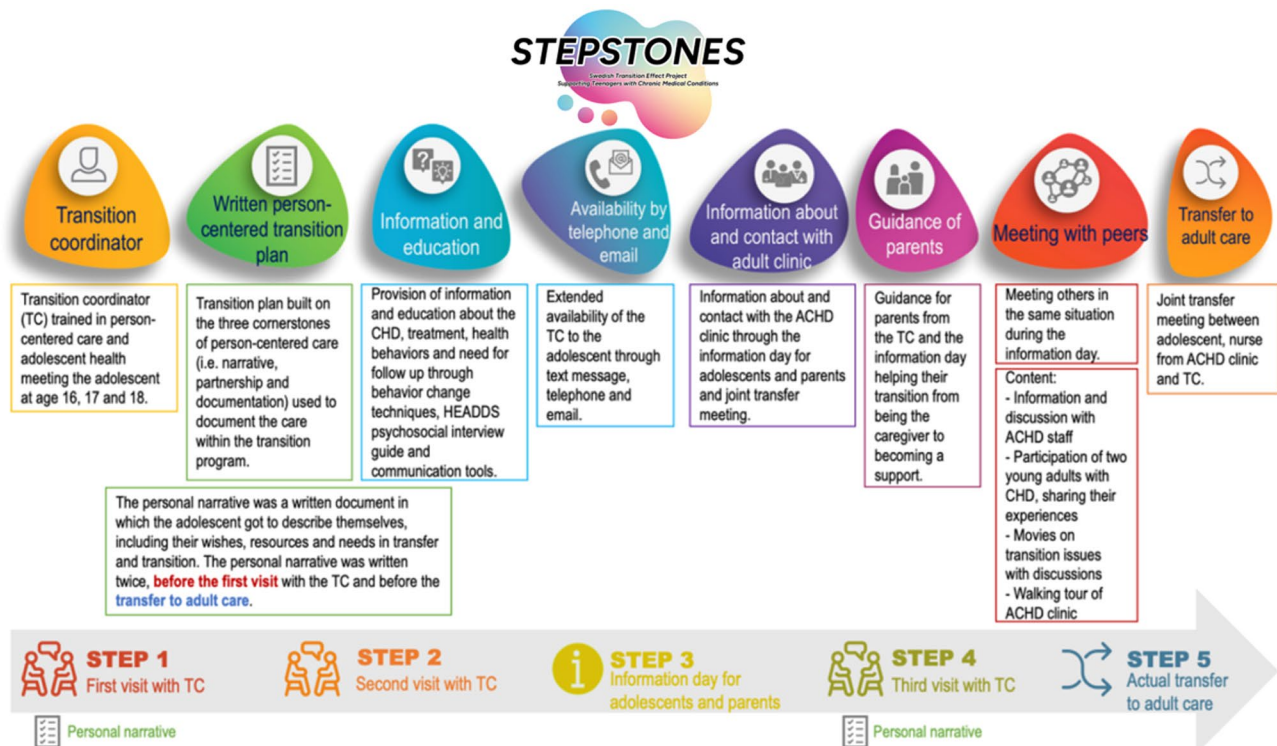 STEPSTONES
Swedish Transition Effect Project
Supporting Teenagers with Chronic Medical Conditions
Transition
coordinator
Written person-
centered transition
plan
Information and
education
Availability by
telephone and
email
Information about
and contact with
adult clinic
Guidance of
parents
Meeting with peers
Transfer to
adult care
Transition coordinator
(TC) trained in person-
centered care and
adolescent health
meeting the adolescent
at age 16, 17 and 18.
Transition plan built on
the three cornerstones
of person-centered care
(i.e. narrative,
partnership and
documentation) used to
document the care
within the transition
program.
Provision of information
and education about the
CHD, treatment, health
behaviors and need for
follow up through
behavior change
techniques, HEADDS
psychosocial interview
guide and
communication tools.
Extended
availability of the
TC to the
adolescent through
text message,
telephone and
email.
Information about and
contact with the ACHD
clinic through the
information day for
adolescents and parents
and joint transfer
meeting.
Guidance for
parents from
the TC and the
information day
helping their
transition from
being the
caregiver to
becoming a
support.
Meeting others in
the same situation
during the
information day.
Content:
- Information and
discussion with
ACHD staff
- Participation of two
young adults with
CHD, sharing their
experiences
- Movies on
transition issues
with discussions
- Walking tour of
ACHD clinic
Joint transfer
meeting between
adolescent, nurse
from ACHD clinic
and TC.
The personal narrative was a written document in
which the adolescent got to describe themselves,
including their wishes, resources and needs in transfer
and transition. The personal narrative was written
twice, before the first visit with the TC and before the
transfer to adult care.
STEP 1
First visit with TC
STEP 2
Second visit with TC
STEP 3
Information day for
adolescents and parents
STEP 4
Third visit with TC
STEP 5
Actual transfer
to adult care
Personal narrative
Personal narrative